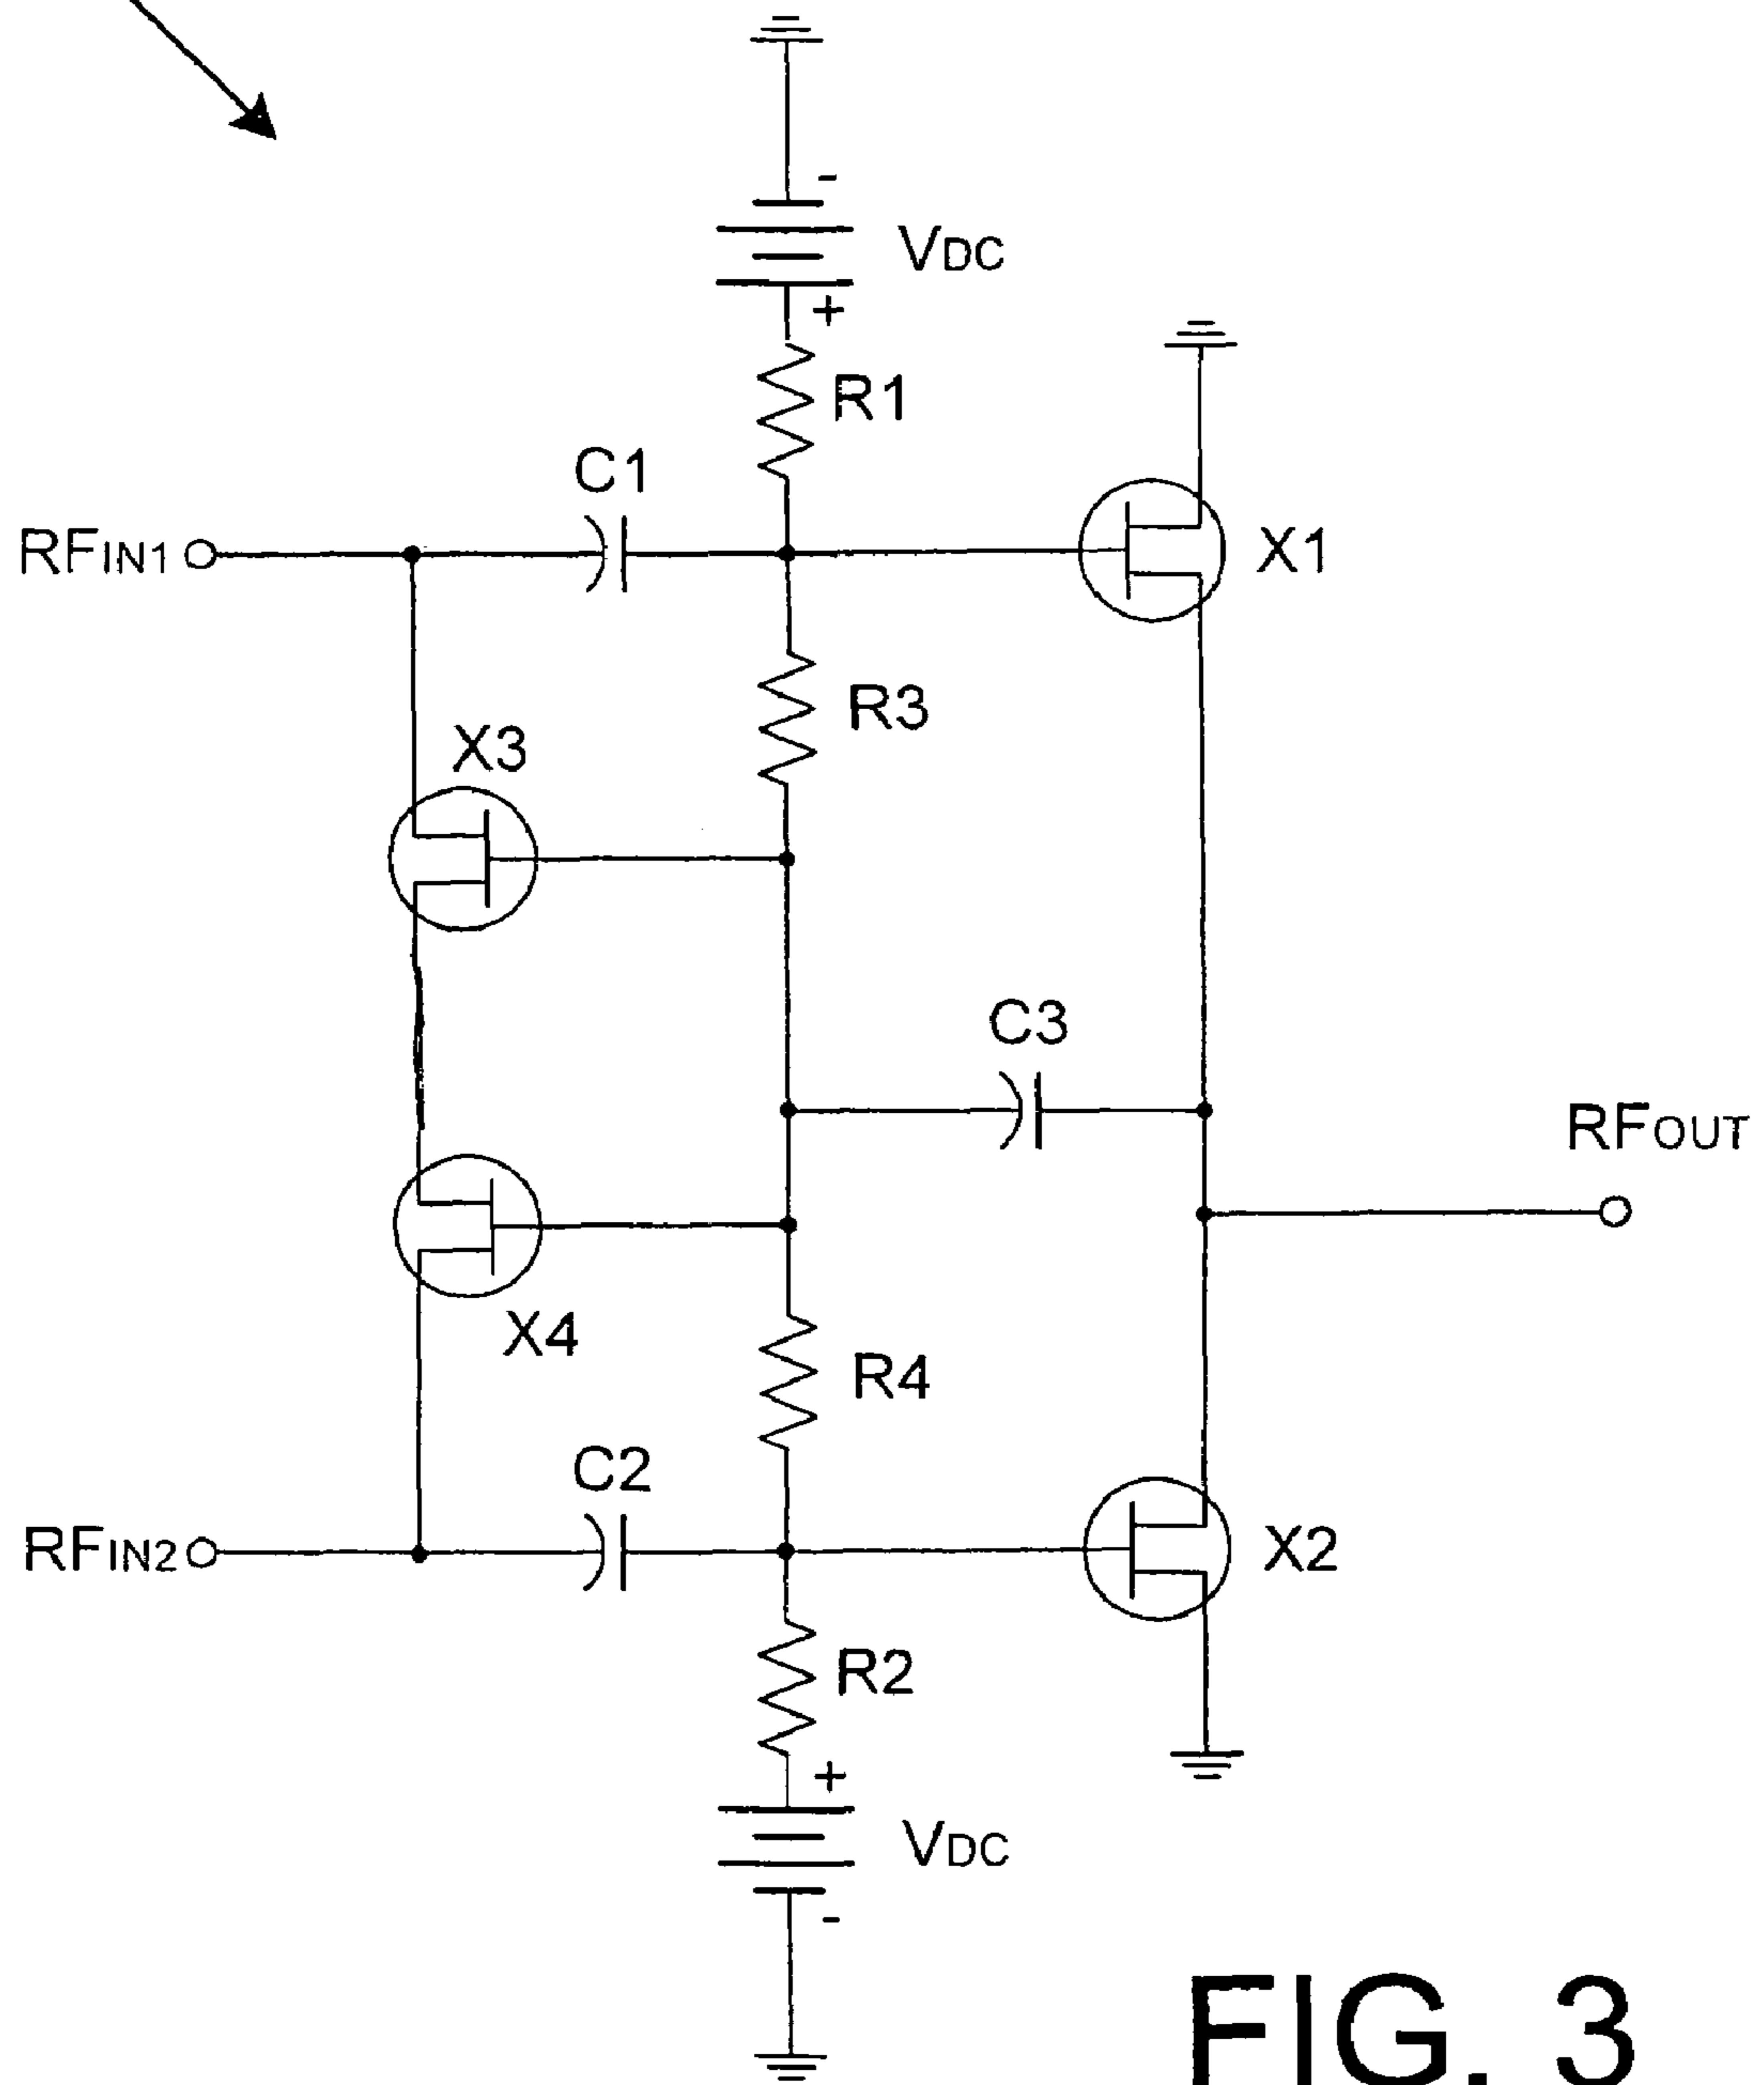 -
VDC
+
R1
C1
RFIN1
X1
R3
X3
C3
RFOUT
X4
R4
C2
RFIN2
X2
R2
+
VDC
-
FIG. 3